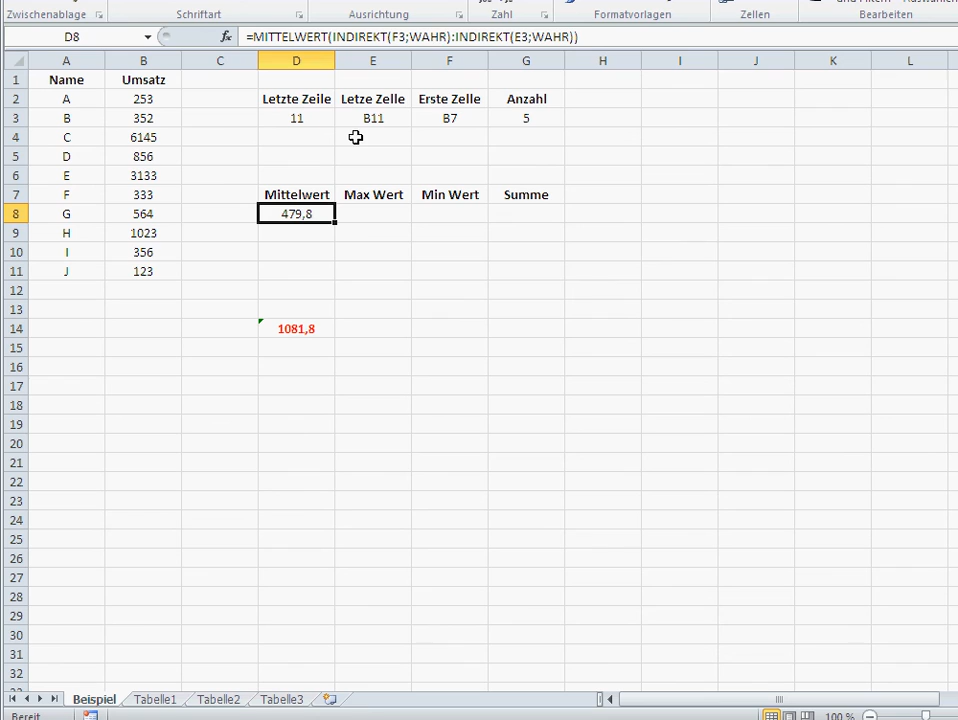 Zwischenablage Schriftart Ausrichtung Zahl Formatvorlagen Zellen Bearbeiten
D8 fx =MITTELWERT(INDIREKT(F3;WAHR):INDIREKT(E3;WAHR))
A B C D E F G H I J K L
1 Name Umsatz
2 A 253 Letzte Zeile Letze Zelle Erste Zelle Anzahl
3 B 352 11 B11 B7 5
4 C 6145
5 D 856
6 E 3133
7 F 333 Mittelwert Max Wert Min Wert Summe
8 G 564 479,8
9 H 1023
10 I 356
11 J 123
12
13
14 1081,8
15
16
17
18
19
20
21
22
23
24
25
26
27
28
29
30
31
32
Beispiel Tabelle1 Tabelle2 Tabelle3
Bereit 100 %